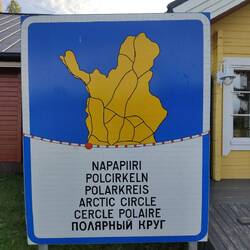 NAPAPIIRI
POLCIRKELN
POLARKREIS
ARCTIC CIRCLE
CERCLE POLAIRE
ПОЛЯРНЫЙ КРУГ